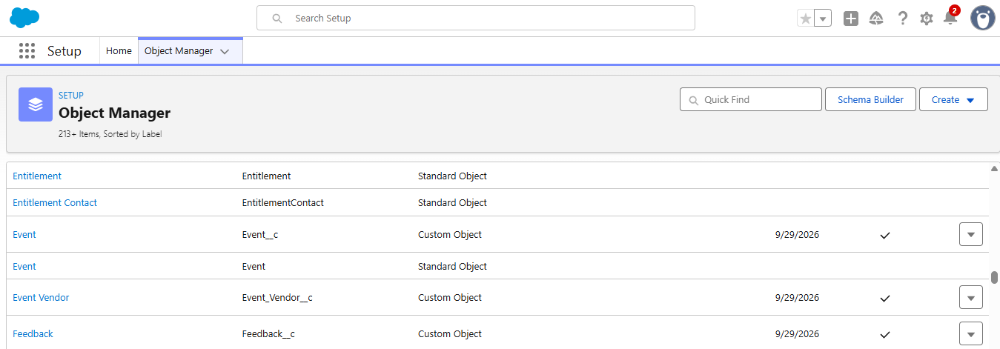 Search Setup
2
Setup Home Object Manager
SETUP
Object Manager
213+ Items, Sorted by Label
Quick Find Schema Builder Create
Entitlement Entitlement Standard Object
Entitlement Contact EntitlementContact Standard Object
Event Event__c Custom Object 9/29/2026
Event Event Standard Object
Event Vendor Event_Vendor__c Custom Object 9/29/2026
Feedback Feedback__c Custom Object 9/29/2026